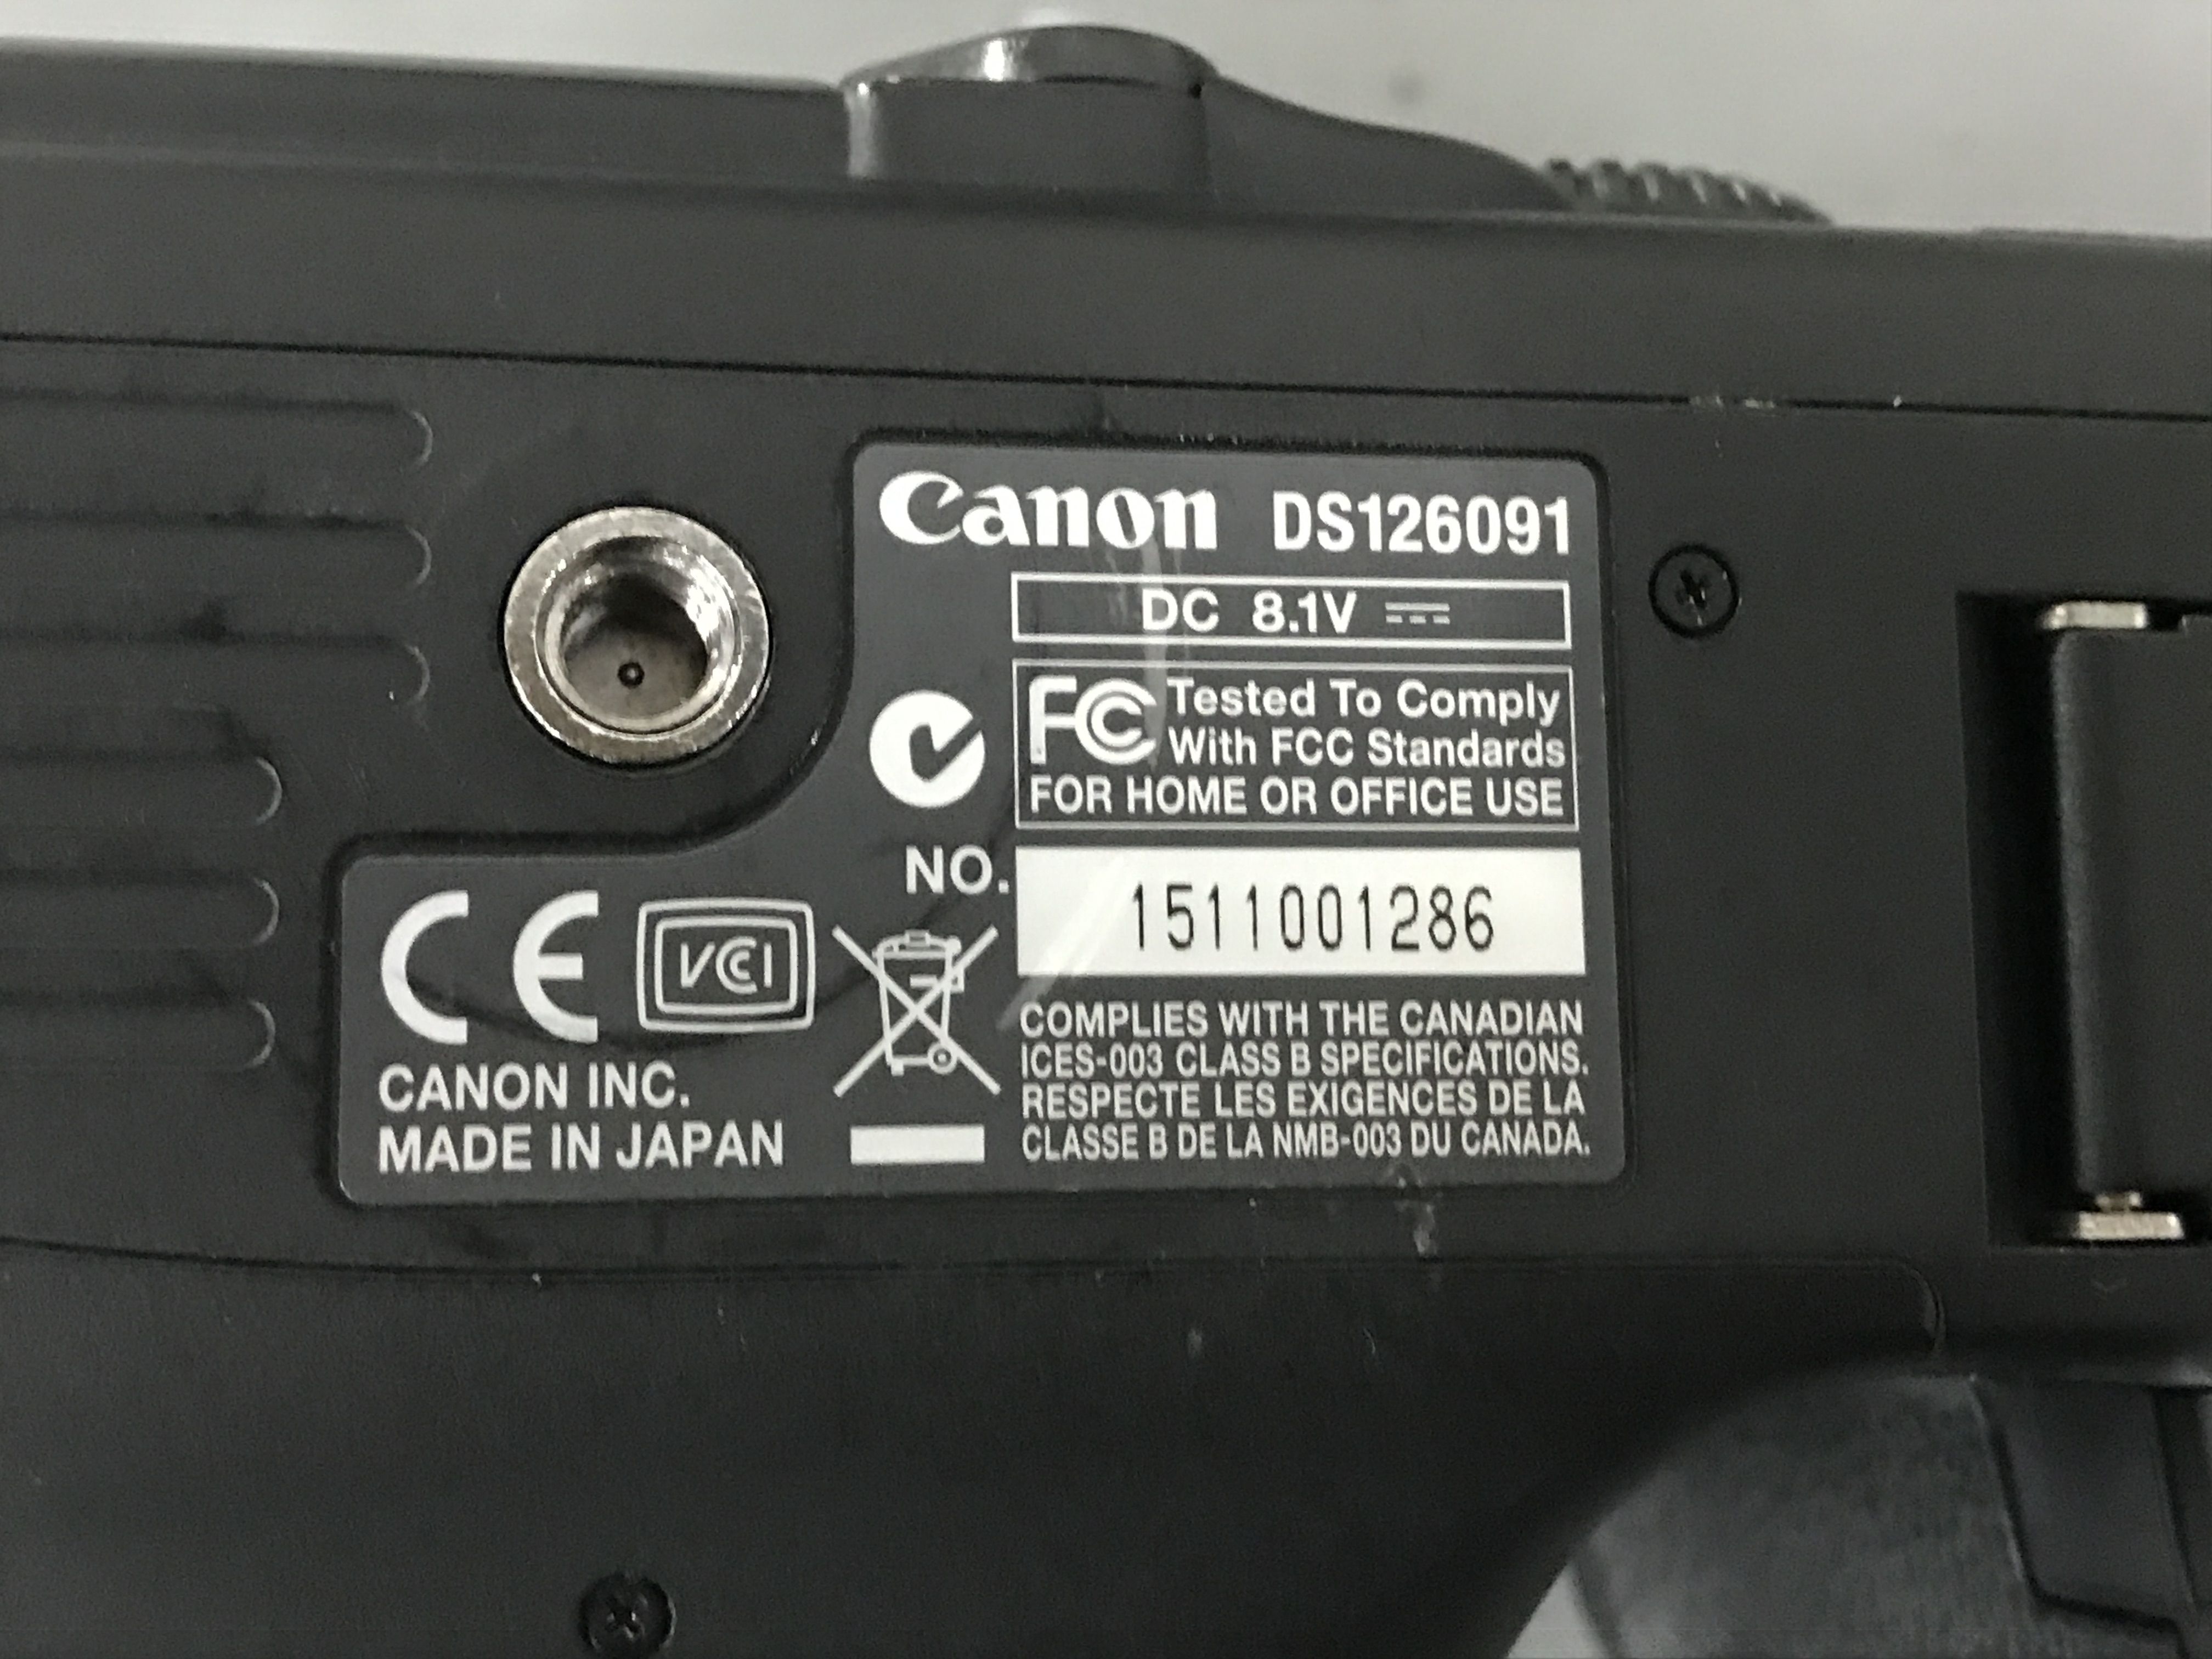 Canon DS126091
DC 8.1V
FC Tested To Comply
With FCC Standards
FOR HOME OR OFFICE USE
NO. 1511001286
CE VCCI
CANON INC.
MADE IN JAPAN
COMPLIES WITH THE CANADIAN
ICES-003 CLASS B SPECIFICATIONS.
RESPECTE LES EXIGENCES DE LA
CLASSE B DE LA NMB-003 DU CANADA.